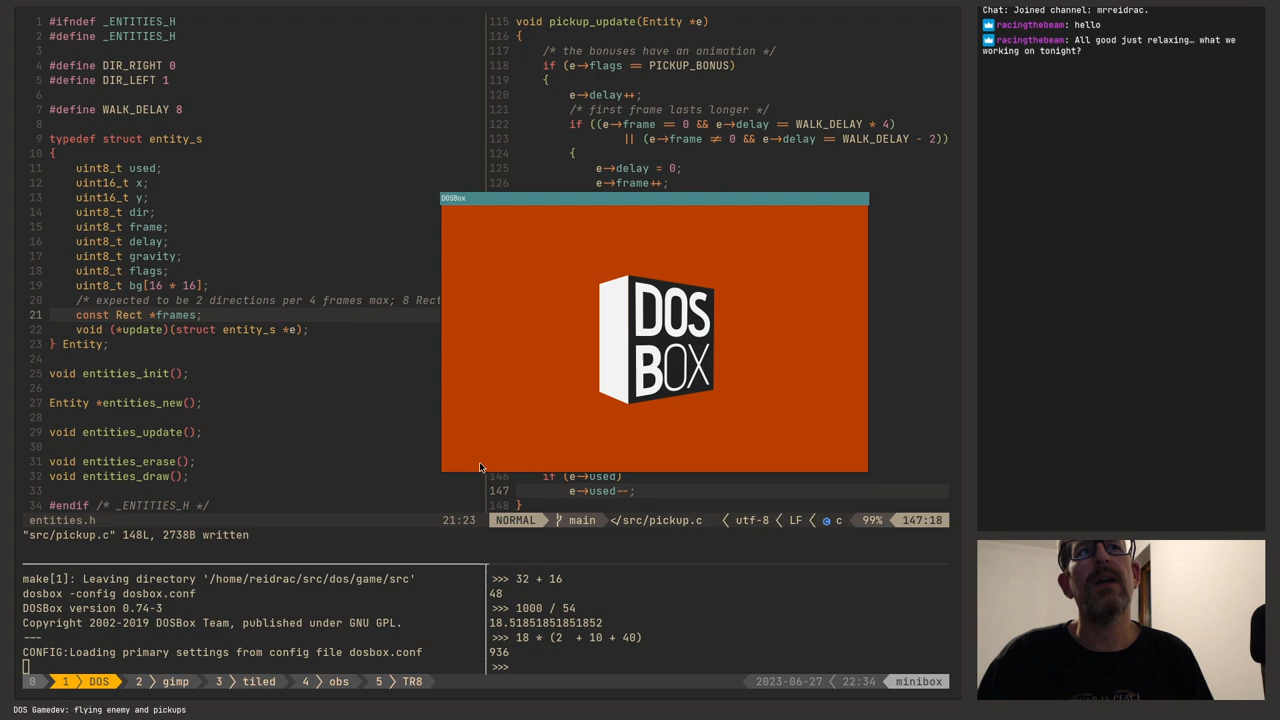 1 #ifndef _ENTITIES_H
2 #define _ENTITIES_H
3
4 #define DIR_RIGHT 0
5 #define DIR_LEFT 1
6
7 #define WALK_DELAY 8
8
9 typedef struct entity_s
10 {
11 uint8_t used;
12 uint16_t x;
13 uint16_t y;
14 uint8_t dir;
15 uint8_t frame;
16 uint8_t delay;
17 uint8_t gravity;
18 uint8_t flags;
19 uint8_t bg[16 * 16];
20 /* expected to be 2 directions per 4 frames max; 8 Rect
21 const Rect *frames;
22 void (*update)(struct entity_s *e);
23 } Entity;
24
25 void entities_init();
26
27 Entity *entities_new();
28
29 void entities_update();
30
31 void entities_erase();
32 void entities_draw();
33
34 #endif /* _ENTITIES_H */
entities.h 21:23
"src/pickup.c" 148L, 2738B written
115 void pickup_update(Entity *e)
116 {
117 /* the bonuses have an animation */
118 if (e->flags == PICKUP_BONUS)
119 {
120 e->delay++;
121 /* first frame lasts longer */
122 if ((e->frame == 0 && e->delay == WALK_DELAY * 4)
123 || (e->frame != 0 && e->delay == WALK_DELAY - 2))
124 {
125 e->delay = 0;
126 e->frame++;
DOSBox
DOS
BOX
146 if (e->used)
147 e->used--;
148 }
NORMAL main </src/pickup.c utf-8 LF c 99% 147:18
make[1]: Leaving directory '/home/reidrac/src/dos/game/src'
dosbox -config dosbox.conf
DOSBox version 0.74-3
Copyright 2002-2019 DOSBox Team, published under GNU GPL.
---
CONFIG:Loading primary settings from config file dosbox.conf
>>> 32 + 16
48
>>> 1000 / 54
18.51851851851852
>>> 18 * (2  + 10 + 40)
936
>>>
0 1 DOS 2 gimp 3 tiled 4 obs 5 TR8 2023-06-27 22:34 minibox
DOS Gamedev: flying enemy and pickups
Chat: Joined channel: mrreidrac.
racingthebeam: hello
racingthebeam: All good just relaxing… what we
working on tonight?